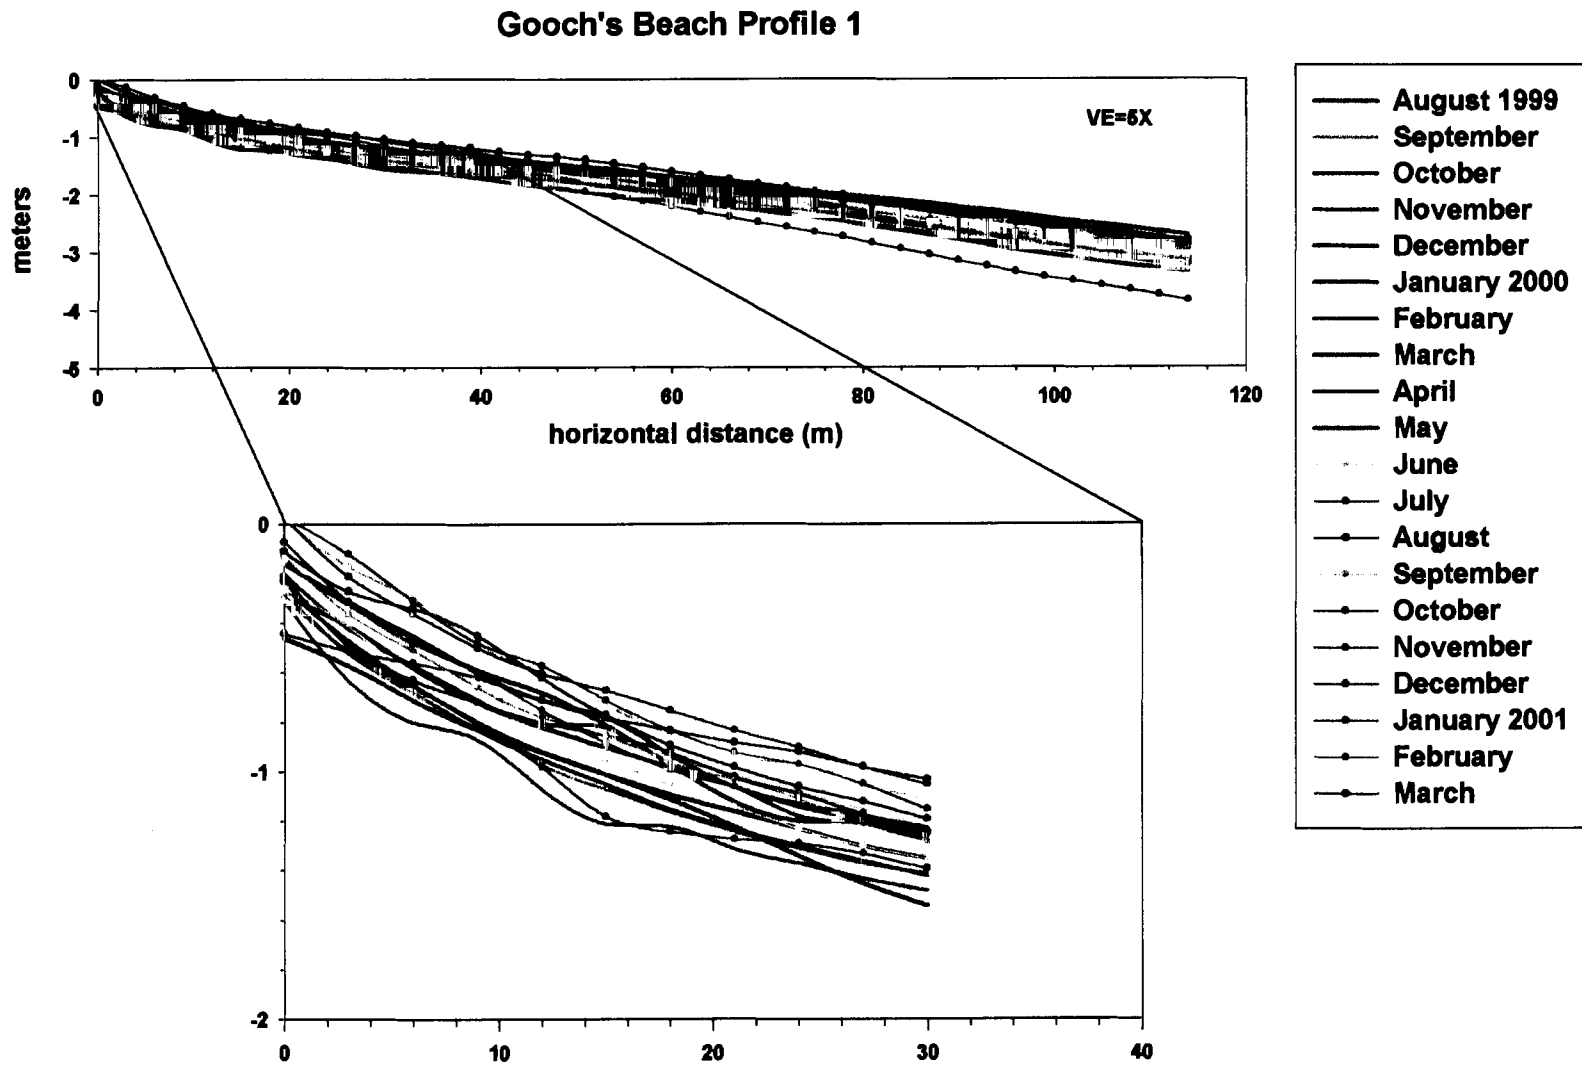 Gooch's Beach Profile 1
VE=5X
meters
0
-1
-2
-3
-4
-5
0 20 40 60 80 100 120
horizontal distance (m)
0
-1
-2
0 10 20 30 40
August 1999
September
October
November
December
January 2000
February
March
April
May
June
July
August
September
October
November
December
January 2001
February
March